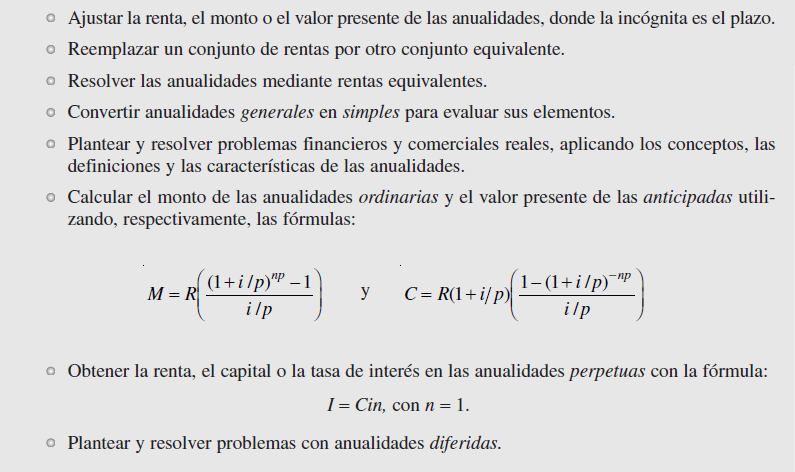 Ajustar la renta, el monto o el valor presente de las anualidades, donde la incógnita es el plazo.
Reemplazar un conjunto de rentas por otro conjunto equivalente.
Resolver las anualidades mediante rentas equivalentes.
Convertir anualidades generales en simples para evaluar sus elementos.
Plantear y resolver problemas financieros y comerciales reales, aplicando los conceptos, las
definiciones y las características de las anualidades.
Calcular el monto de las anualidades ordinarias y el valor presente de las anticipadas utili-
zando, respectivamente, las fórmulas:
M = R( ((1+i/p)^np − 1) / (i/p) ) y C = R(1+i/p)( (1−(1+i/p)^−np) / (i/p) )
Obtener la renta, el capital o la tasa de interés en las anualidades perpetuas con la fórmula:
I = Cin, con n = 1.
Plantear y resolver problemas con anualidades diferidas.